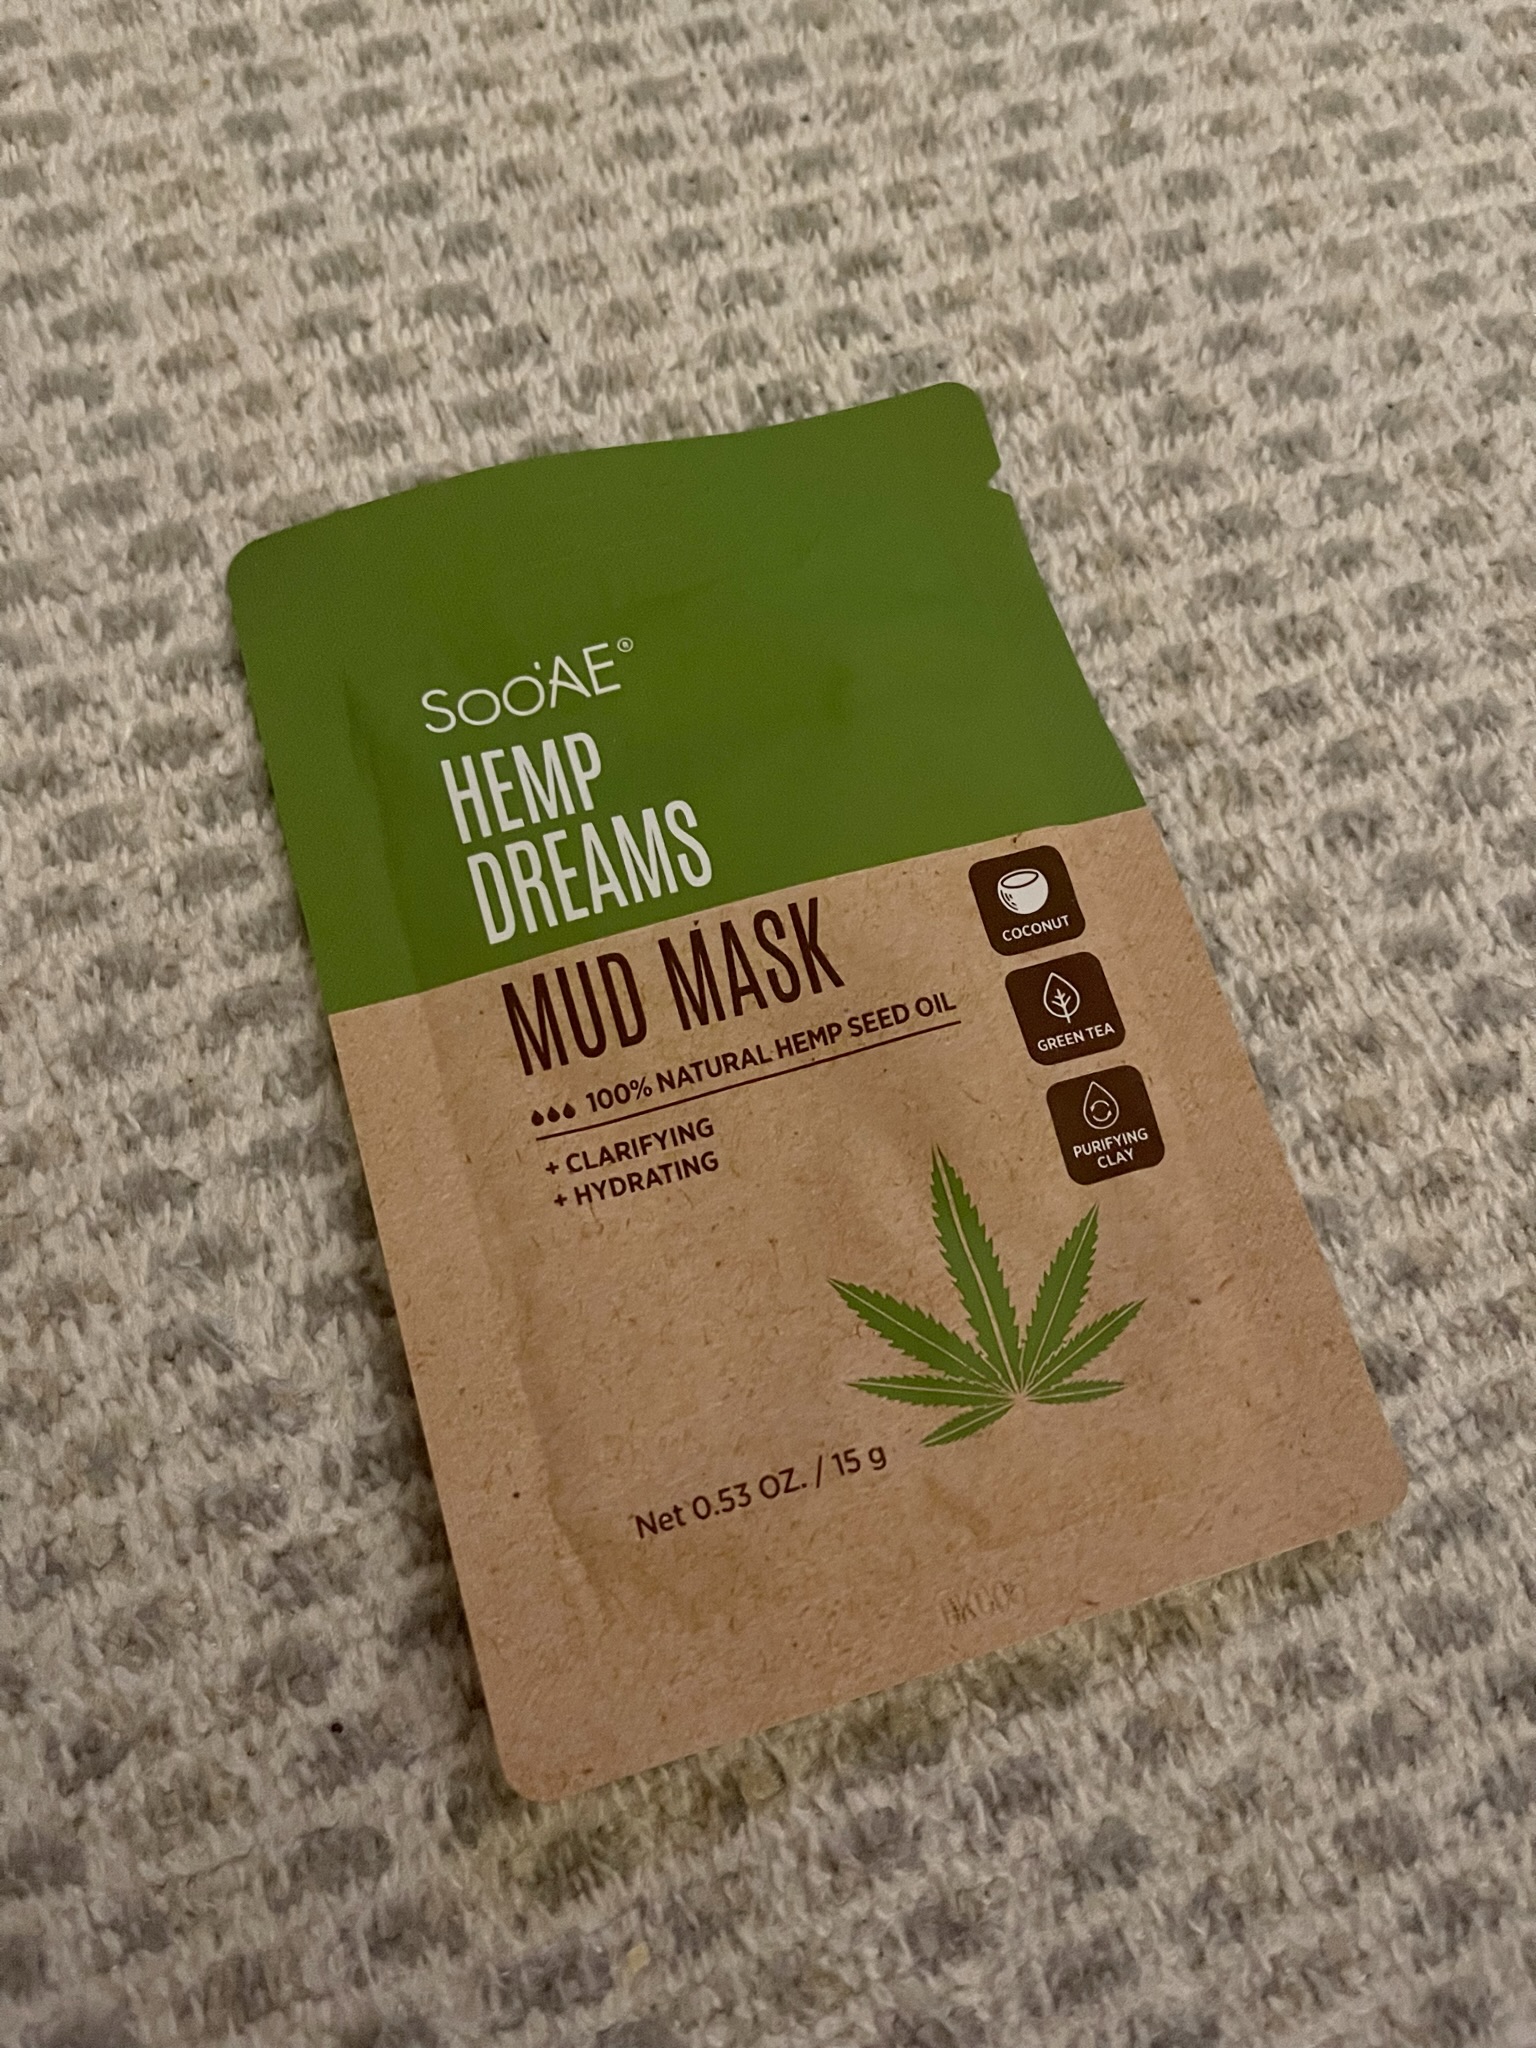 Soo'AE®
HEMP
DREAMS
MUD MASK
100% NATURAL HEMP SEED OIL
+ CLARIFYING
+ HYDRATING
COCONUT
GREEN TEA
PURIFYING
CLAY
Net 0.53 OZ. / 15 g